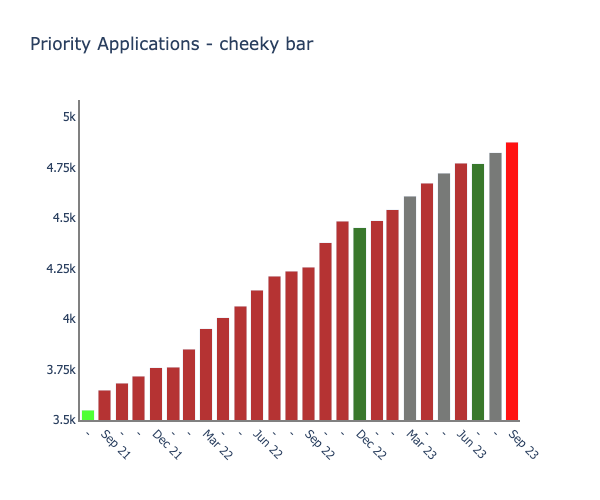 Priority Applications - cheeky bar
5k
4.75k
4.5k
4.25k
4k
3.75k
3.5k
- Sep 21 - - Dec 21 - - Mar 22 - - Jun 22 - - Sep 22 - - Dec 22 - - Mar 23 - - Jun 23 - - Sep 23